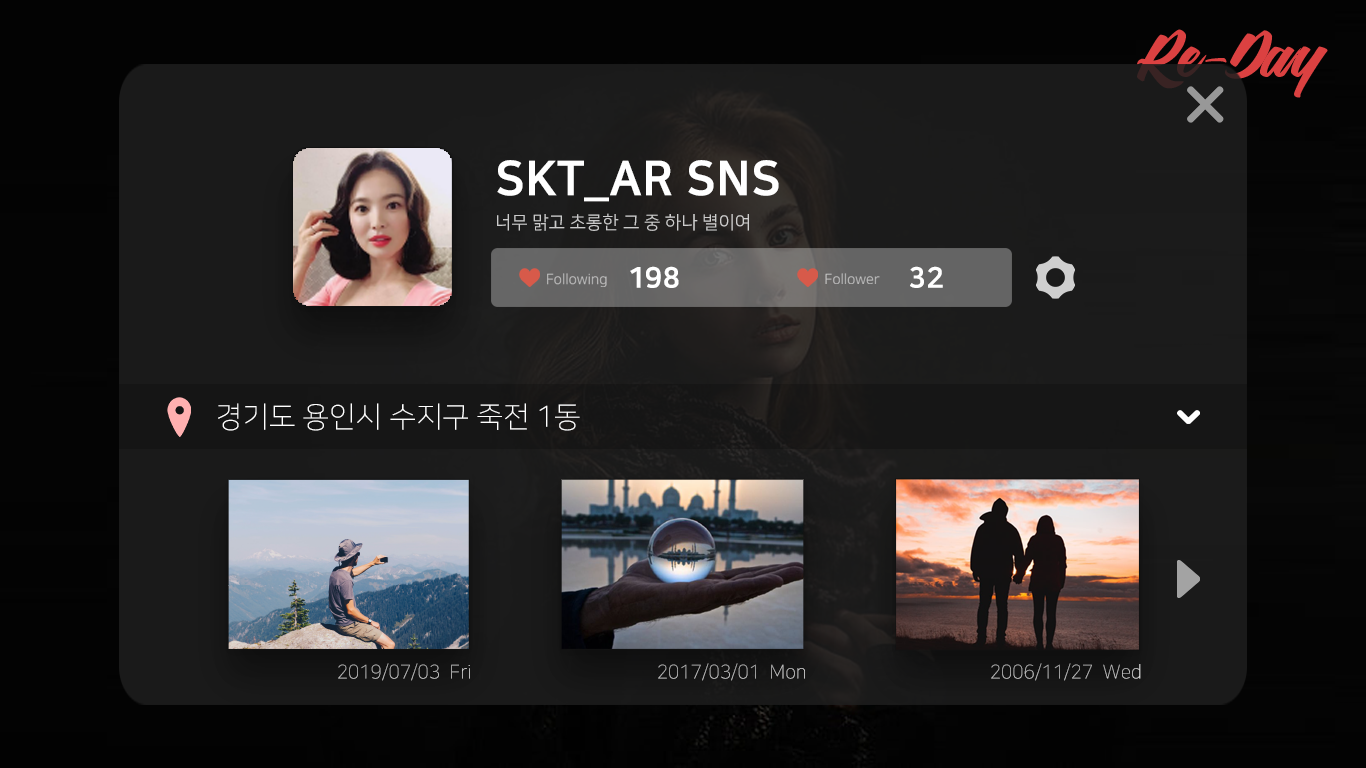 Re-Day
SKT_AR SNS
너무 맑고 초롱한 그 중 하나 별이여
Following 198 Follower 32
경기도 용인시 수지구 죽전 1동
2019/07/03 Fri
2017/03/01 Mon
2006/11/27 Wed